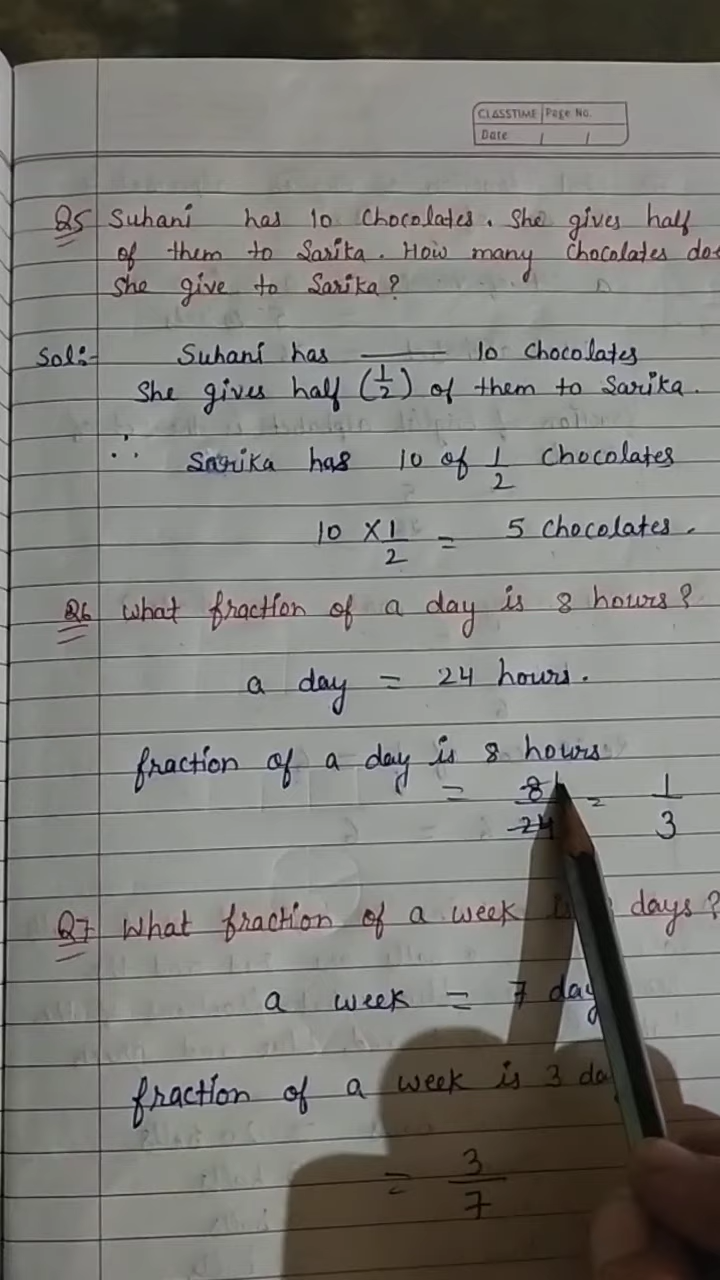 CLASSTIME Page No.
Date / /
Q5 Suhani has 10 chocolates. She gives half
of them to Sarika. How many chocolates do
she give to Sarika?
Sol:- Suhani has —— 10 chocolates
She gives half (1/2) of them to Sarika.
∴ Sarika has 10 of 1/2 chocolates
10 × 1/2 = 5 chocolates.
Q6 What fraction of a day is 8 hours?
a day = 24 hours.
fraction of a day is 8 hours
= 8/24 = 1/3
Q7 What fraction of a week days?
a week = 7 day
fraction of a week is 3 da
= 3/7